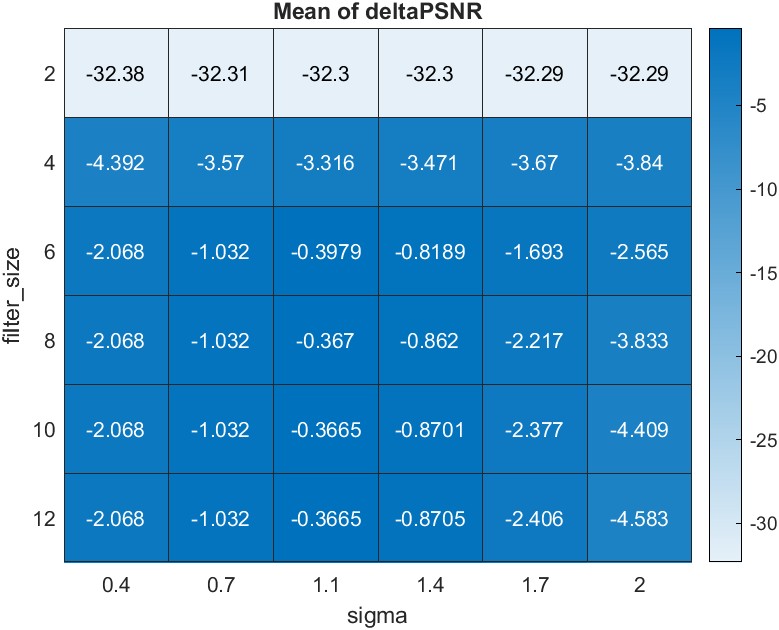 Mean of deltaPSNR
2 -32.38 -32.31 -32.3 -32.3 -32.29 -32.29
4 -4.392 -3.57 -3.316 -3.471 -3.67 -3.84
6 -2.068 -1.032 -0.3979 -0.8189 -1.693 -2.565
8 -2.068 -1.032 -0.367 -0.862 -2.217 -3.833
10 -2.068 -1.032 -0.3665 -0.8701 -2.377 -4.409
12 -2.068 -1.032 -0.3665 -0.8705 -2.406 -4.583
0.4 0.7 1.1 1.4 1.7 2
sigma
filter_size
-5
-10
-15
-20
-25
-30